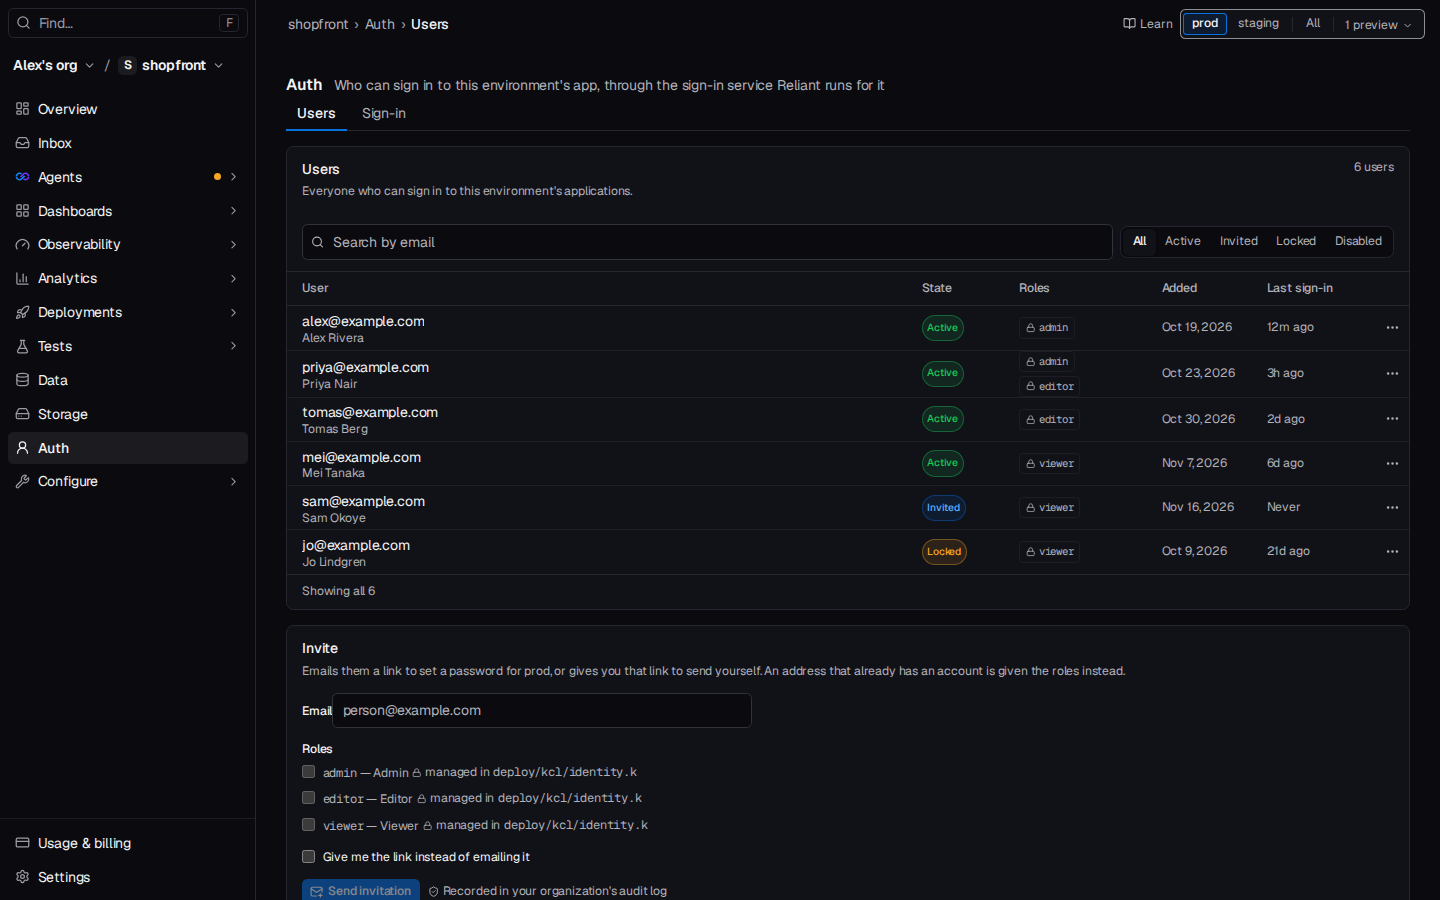 Find...
F
Alex's org / S shopfront
Overview
Inbox
Agents
Dashboards
Observability
Analytics
Deployments
Tests
Data
Storage
Auth
Configure
Usage & billing
Settings
shopfront › Auth › Users
Learn
prod staging All 1 preview
Auth Who can sign in to this environment's app, through the sign-in service Reliant runs for it
Users Sign-in
Users 6 users
Everyone who can sign in to this environment's applications.
Search by email
All Active Invited Locked Disabled
User State Roles Added Last sign-in
alex@example.com Active admin Oct 19, 2026 12m ago
Alex Rivera
priya@example.com Active admin editor Oct 23, 2026 3h ago
Priya Nair
tomas@example.com Active editor Oct 30, 2026 2d ago
Tomas Berg
mei@example.com Active viewer Nov 7, 2026 6d ago
Mei Tanaka
sam@example.com Invited viewer Nov 16, 2026 Never
Sam Okoye
jo@example.com Locked viewer Oct 9, 2026 21d ago
Jo Lindgren
Showing all 6
Invite
Emails them a link to set a password for prod, or gives you that link to send yourself. An address that already has an account is given the roles instead.
Email person@example.com
Roles
admin — Admin managed in deploy/kcl/identity.k
editor — Editor managed in deploy/kcl/identity.k
viewer — Viewer managed in deploy/kcl/identity.k
Give me the link instead of emailing it
Send invitation Recorded in your organization's audit log